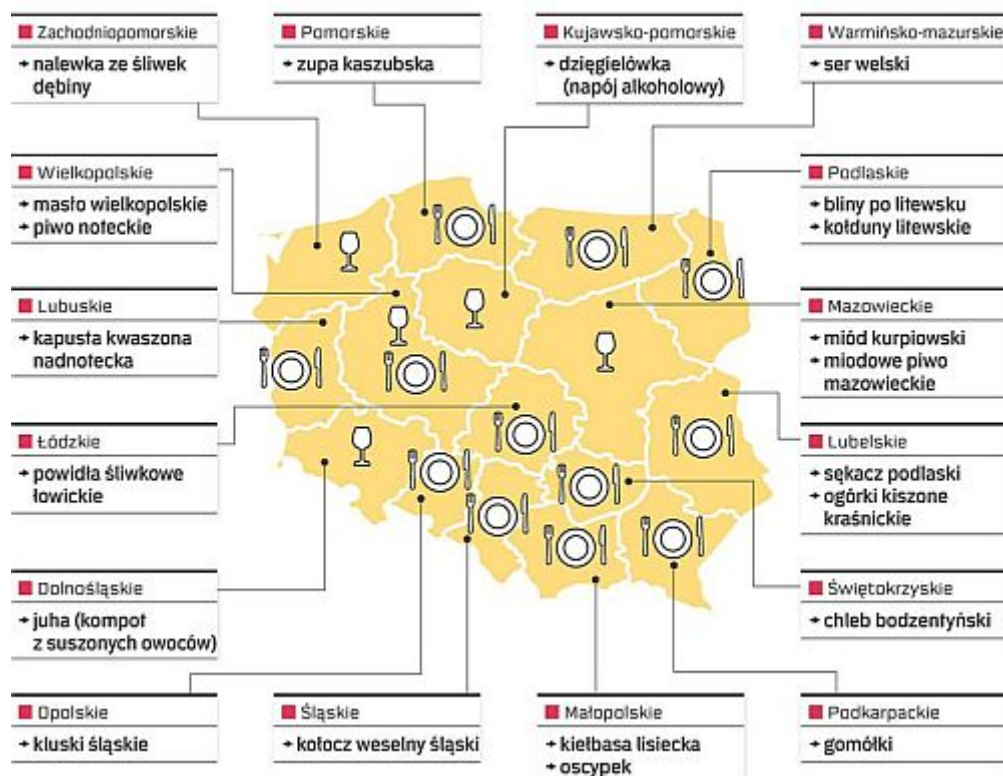 Zachodniopomorskie
→ nalewka ze śliwek
dębiny
Pomorskie
→ zupa kaszubska
Kujawsko-pomorskie
→ dzięgielówka
(napój alkoholowy)
Warmińsko-mazurskie
→ ser welski
Wielkopolskie
→ masło wielkopolskie
→ piwo noteckie
Podlaskie
→ bliny po litewsku
→ kołduny litewskie
Lubuskie
→ kapusta kwaszona
nadnotecka
Mazowieckie
→ miód kurpiowski
→ miodowe piwo
mazowieckie
Łódzkie
→ powidła śliwkowe
łowickie
Lubelskie
→ sękacz podlaski
→ ogórki kiszone
kraśnickie
Dolnośląskie
→ juha (kompot
z suszonych owoców)
Świętokrzyskie
→ chleb bodzentyński
Opolskie
→ kluski śląskie
Śląskie
→ kołocz weselny śląski
Małopolskie
→ kiełbasa lisiecka
→ oscypek
Podkarpackie
→ gomółki